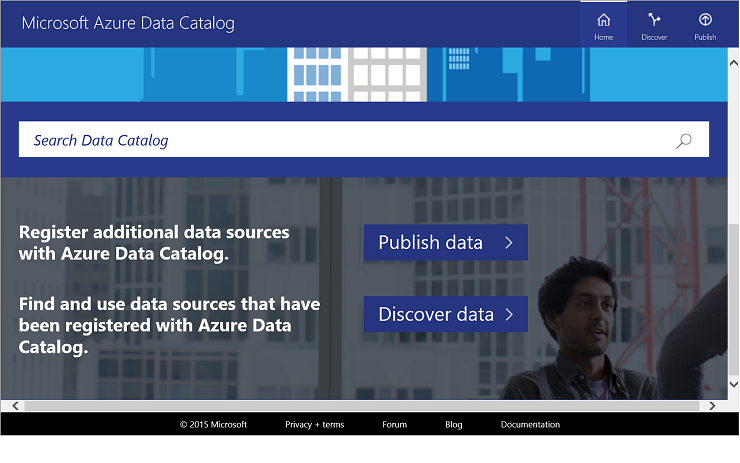 Microsoft Azure Data Catalog
Home
Discover
Publish
Search Data Catalog
Register additional data sources
with Azure Data Catalog.
Publish data
Find and use data sources that have
been registered with Azure Data
Catalog.
Discover data
© 2015 Microsoft
Privacy + terms
Forum
Blog
Documentation